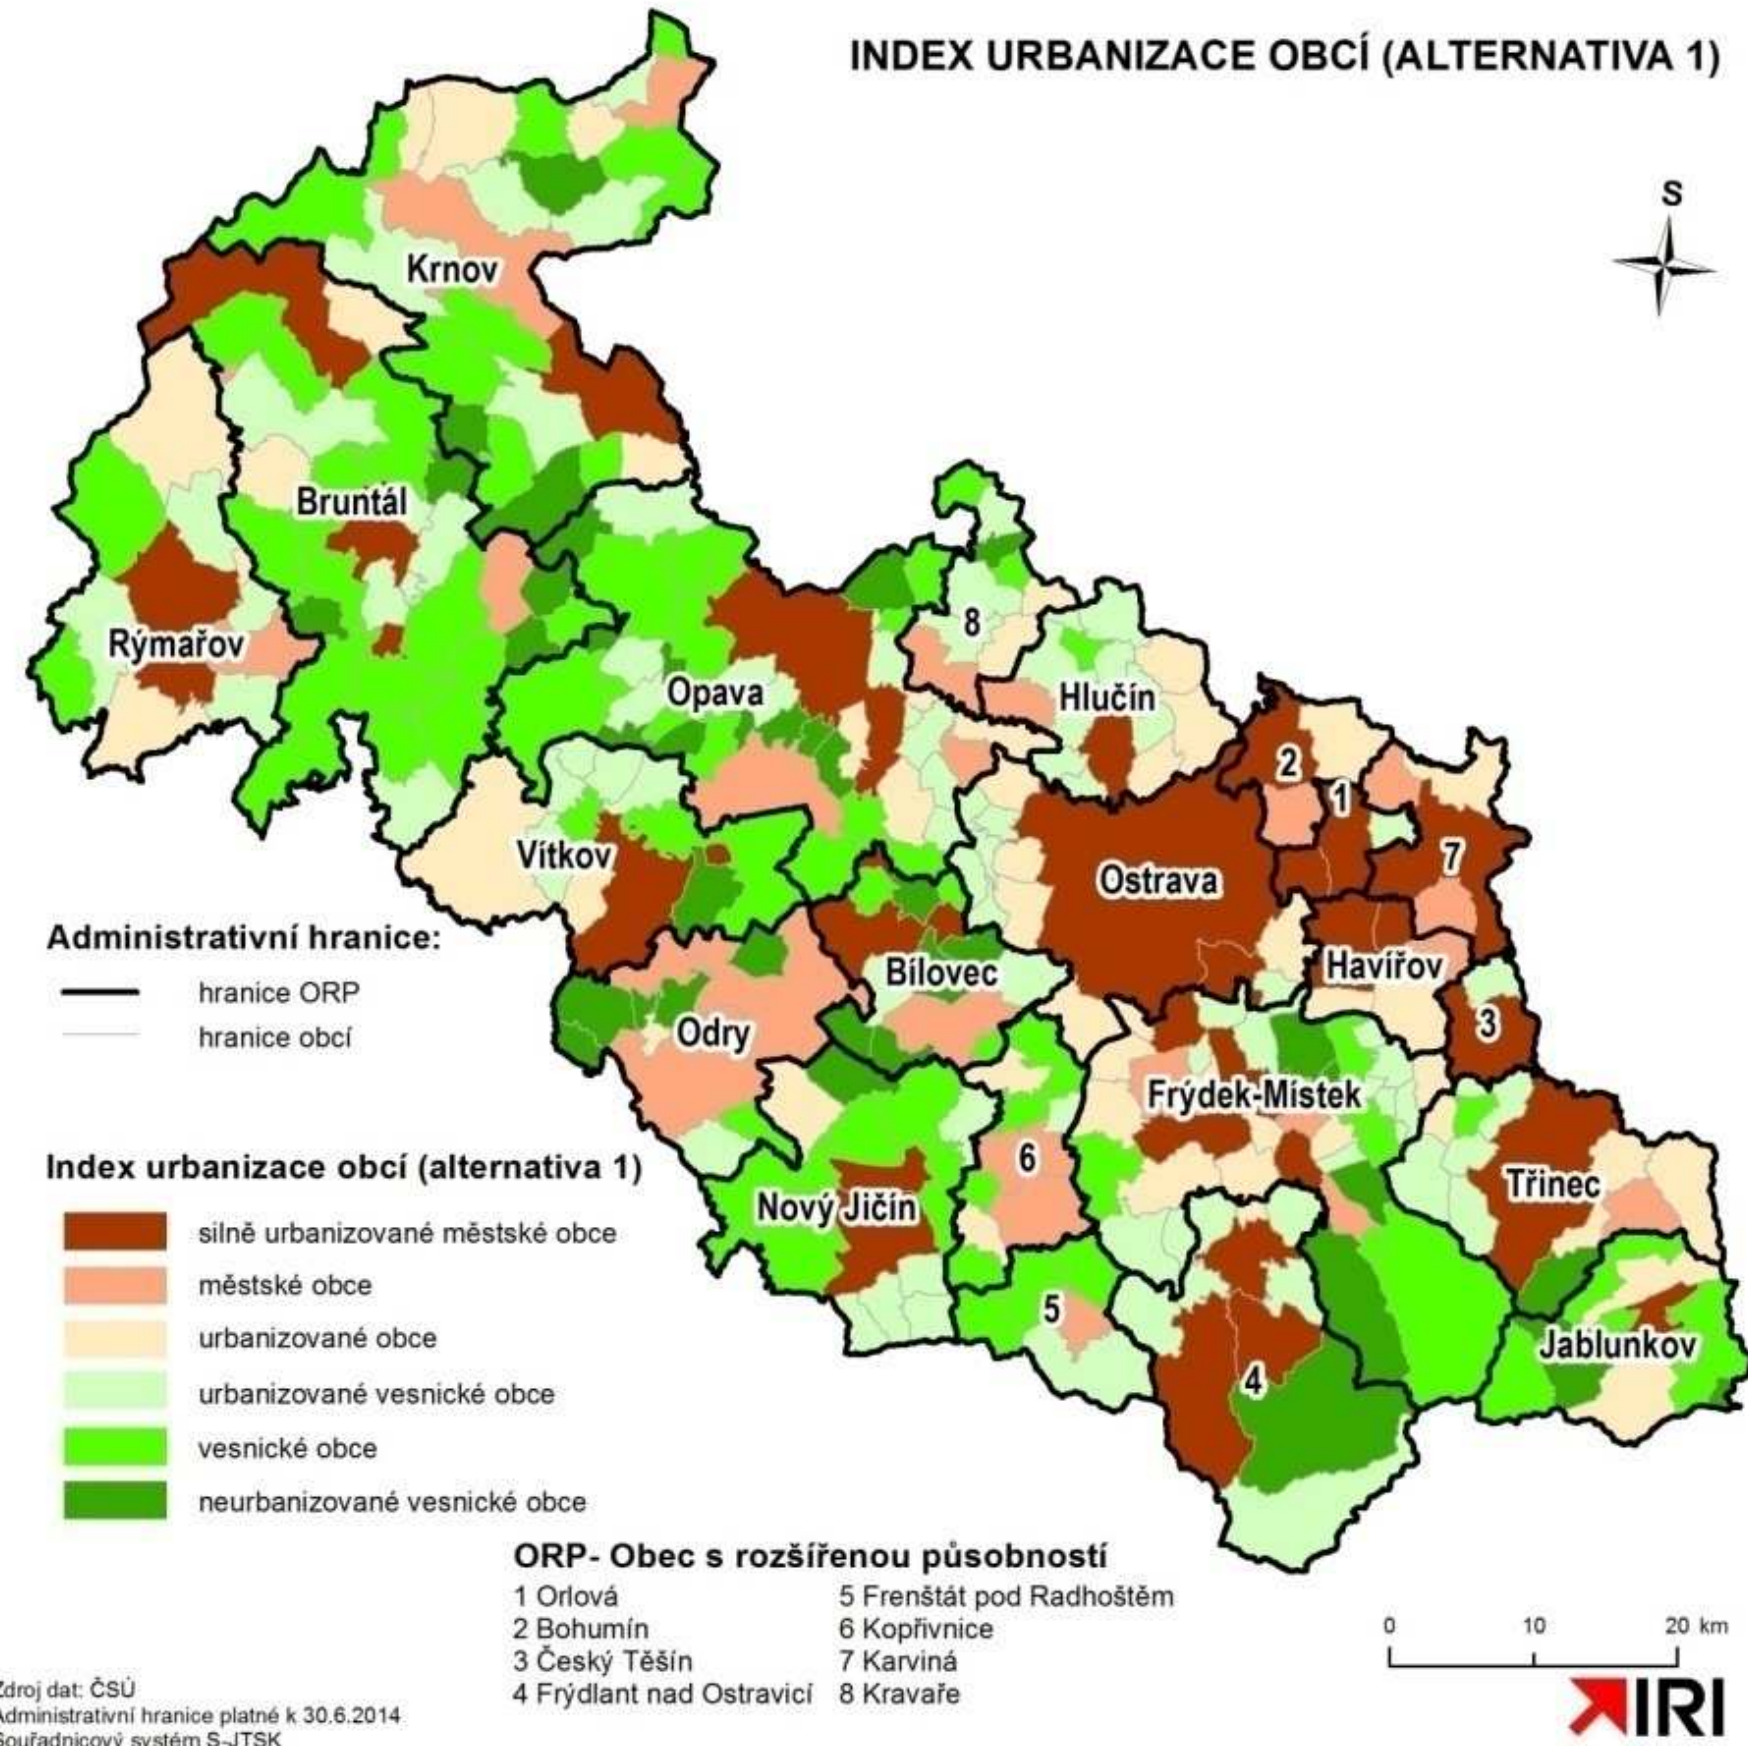 INDEX URBANIZACE OBCÍ (ALTERNATIVA 1)
S
Krnov
Bruntál
8
Rýmařov
Opava
Hlučín
2
1
Vítkov
7
Ostrava
Administrativní hranice:
Bílovec
Havířov
hranice ORP
3
Odry
hranice obcí
Frýdek-Místek
6
Index urbanizace obcí (alternativa 1)
Třinec
Nový Jičín
silně urbanizované městské obce
městské obce
5
urbanizované obce
Jablunkov
4
urbanizované vesnické obce
vesnické obce
neurbanizované vesnické obce
ORP- Obec s rozšířenou působností
1 Orlová
5 Frenštát pod Radhoštěm
2 Bohumín
6 Kopřivnice
3 Český Těšín
7 Karviná
4 Frýdlant nad Ostravicí
8 Kravaře
0 10 20 km
IRI
Zdroj dat: ČSÚ
Administrativní hranice platné k 30.6.2014
Souřadnicový systém S-JTSK